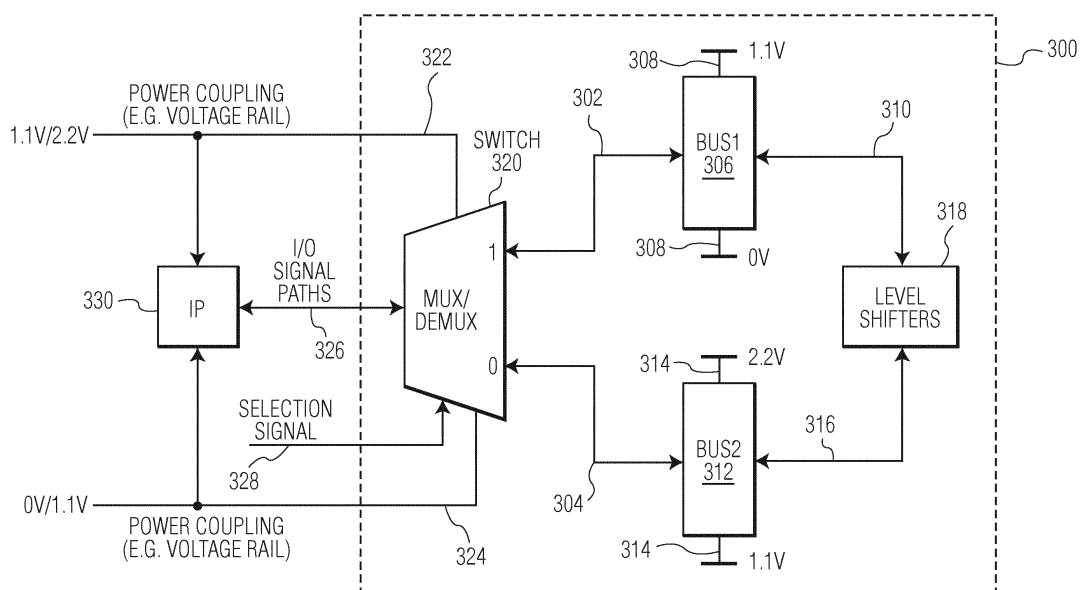 300
322
POWER COUPLING
(E.G. VOLTAGE RAIL)
1.1V/2.2V
SWITCH
320
302
308
1.1V
BUS1
306
310
308
0V
318
LEVEL
SHIFTERS
1
I/O
SIGNAL
PATHS
330
IP
326
MUX/
DEMUX
0
314
2.2V
SELECTION
SIGNAL
328
BUS2
312
316
304
0V/1.1V
POWER COUPLING
(E.G. VOLTAGE RAIL)
324
314
1.1V